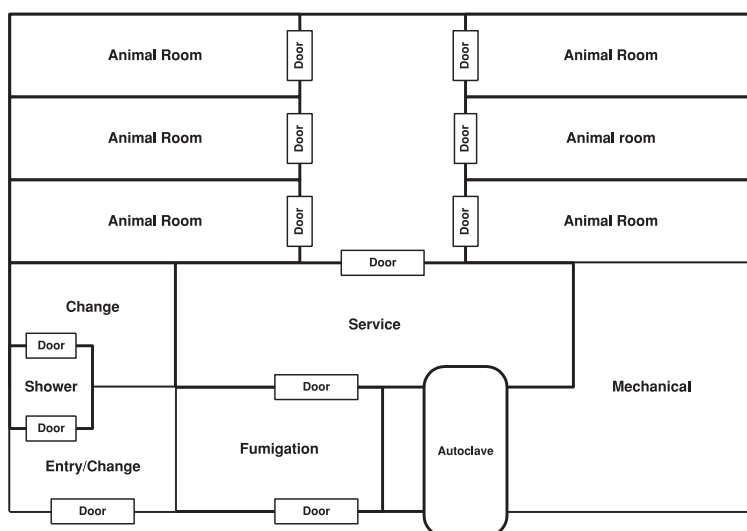 Animal Room
Door
Door
Animal Room
Animal Room
Door
Door
Animal room
Animal Room
Door
Door
Animal Room
Door
Change
Service
Door
Shower
Door
Mechanical
Door
Fumigation
Autoclave
Entry/Change
Door
Door